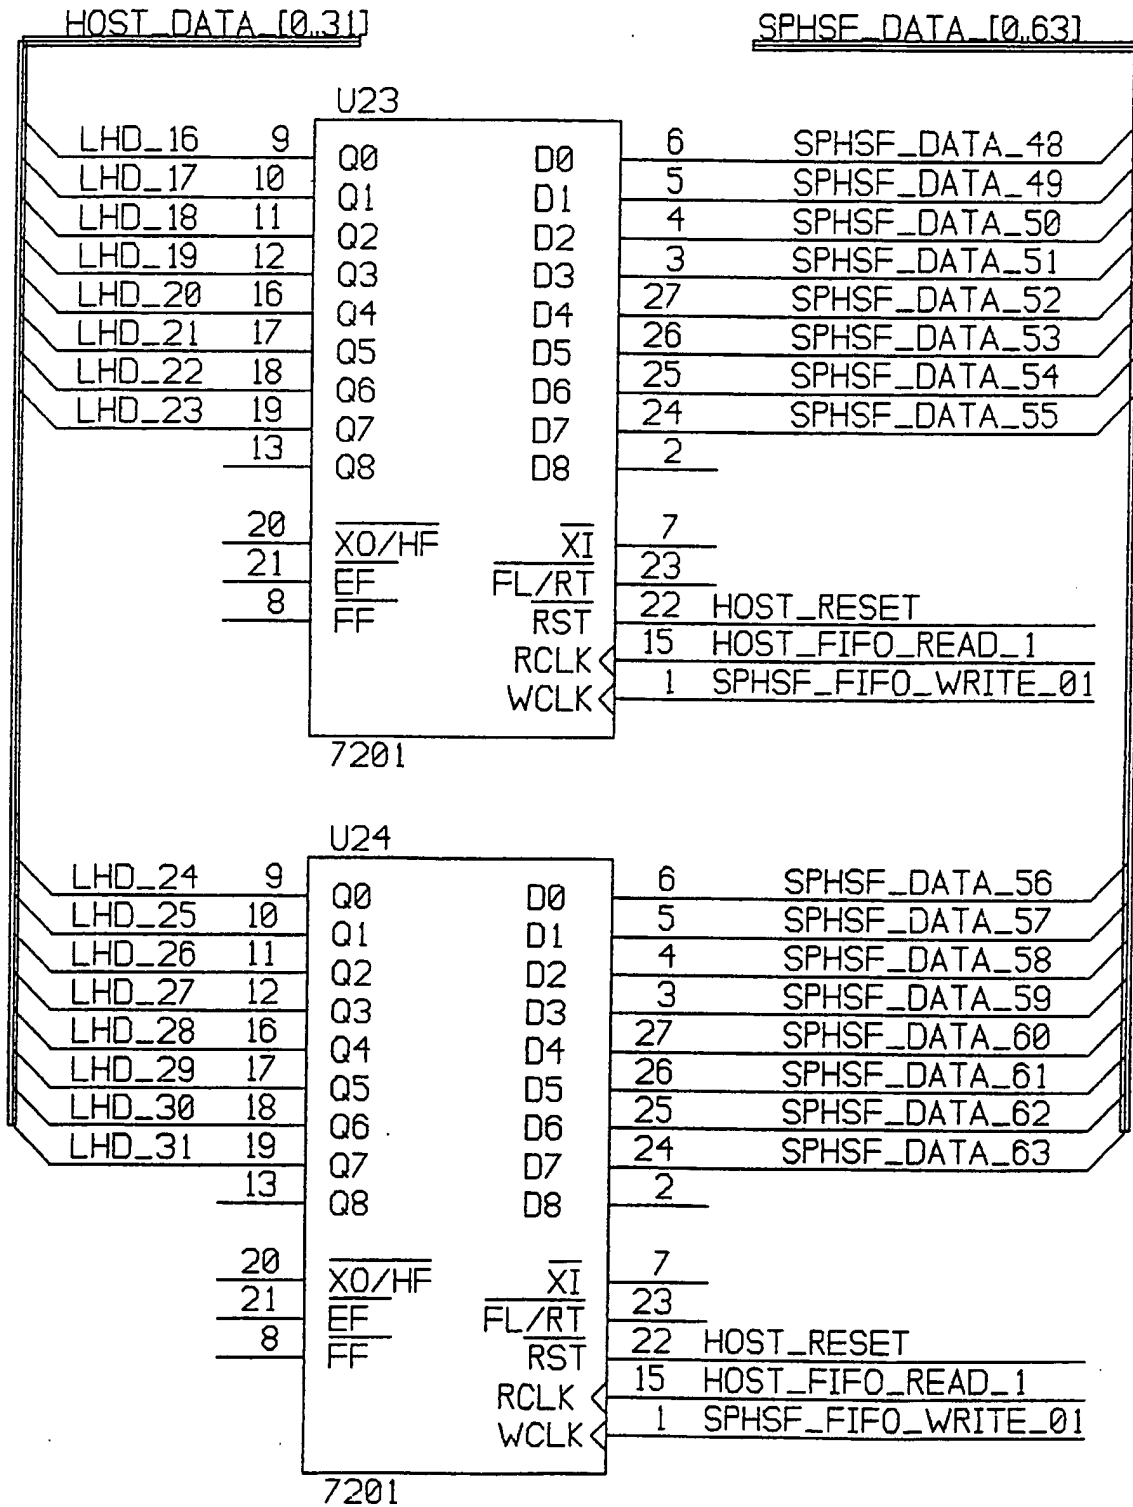 HOST_DATA_[0..31] SPHSF_DATA_[0..63]
U23
LHD_16 9 Q0 D0 6 SPHSF_DATA_48
LHD_17 10 Q1 D1 5 SPHSF_DATA_49
LHD_18 11 Q2 D2 4 SPHSF_DATA_50
LHD_19 12 Q3 D3 3 SPHSF_DATA_51
LHD_20 16 Q4 D4 27 SPHSF_DATA_52
LHD_21 17 Q5 D5 26 SPHSF_DATA_53
LHD_22 18 Q6 D6 25 SPHSF_DATA_54
LHD_23 19 Q7 D7 24 SPHSF_DATA_55
13 Q8 D8 2
20 XO/HF XI 7
21 EF FL/RT 23
8 FF RST 22 HOST_RESET
RCLK 15 HOST_FIFO_READ_1
WCLK 1 SPHSF_FIFO_WRITE_01
7201
U24
LHD_24 9 Q0 D0 6 SPHSF_DATA_56
LHD_25 10 Q1 D1 5 SPHSF_DATA_57
LHD_26 11 Q2 D2 4 SPHSF_DATA_58
LHD_27 12 Q3 D3 3 SPHSF_DATA_59
LHD_28 16 Q4 D4 27 SPHSF_DATA_60
LHD_29 17 Q5 D5 26 SPHSF_DATA_61
LHD_30 18 Q6 D6 25 SPHSF_DATA_62
LHD_31 19 Q7 D7 24 SPHSF_DATA_63
13 Q8 D8 2
20 XO/HF XI 7
21 EF FL/RT 23
8 FF RST 22 HOST_RESET
RCLK 15 HOST_FIFO_READ_1
WCLK 1 SPHSF_FIFO_WRITE_01
7201